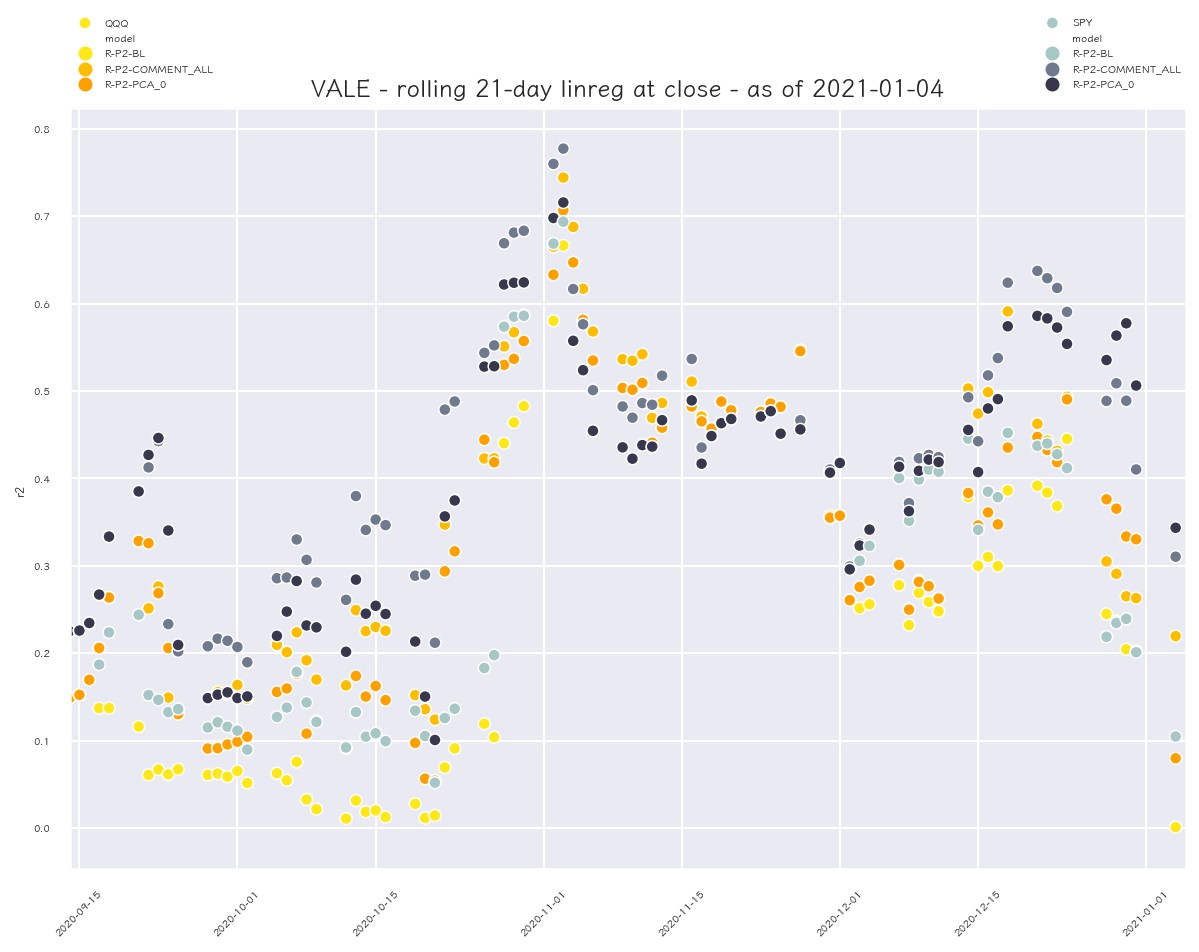 QQQ
model
R-P2-BL
R-P2-COMMENT_ALL
R-P2-PCA_0
SPY
model
R-P2-BL
R-P2-COMMENT_ALL
R-P2-PCA_0
VALE - rolling 21-day linreg at close - as of 2021-01-04
0.8
0.7
0.6
0.5
0.4
0.3
0.2
0.1
0.0
r2
2020-09-15
2020-10-01
2020-10-15
2020-11-01
2020-11-15
2020-12-01
2020-12-15
2021-01-01